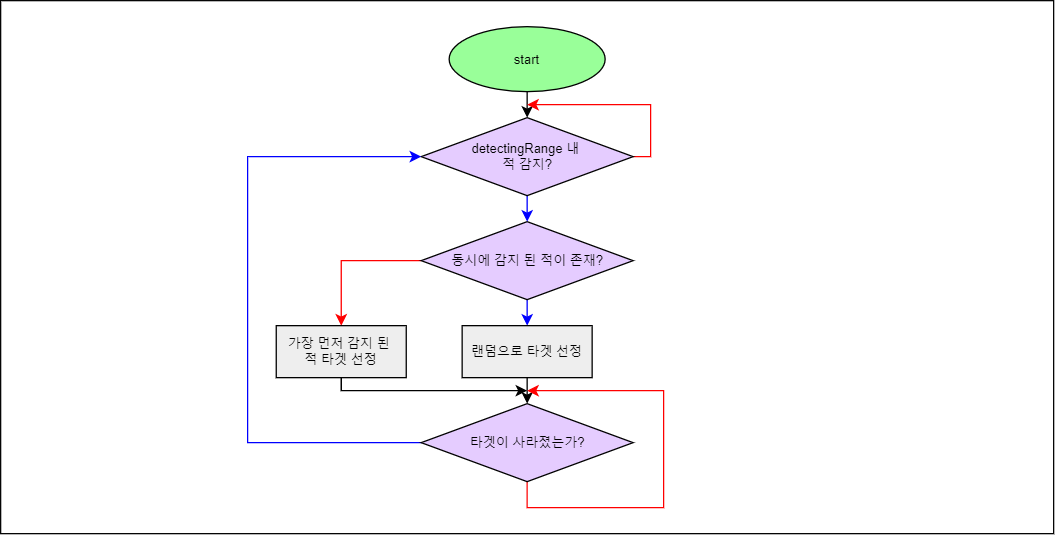 start
detectingRange 내
적 감지?
동시에 감지 된 적이 존재?
가장 먼저 감지 된
적 타겟 선정
랜덤으로 타겟 선정
타겟이 사라졌는가?